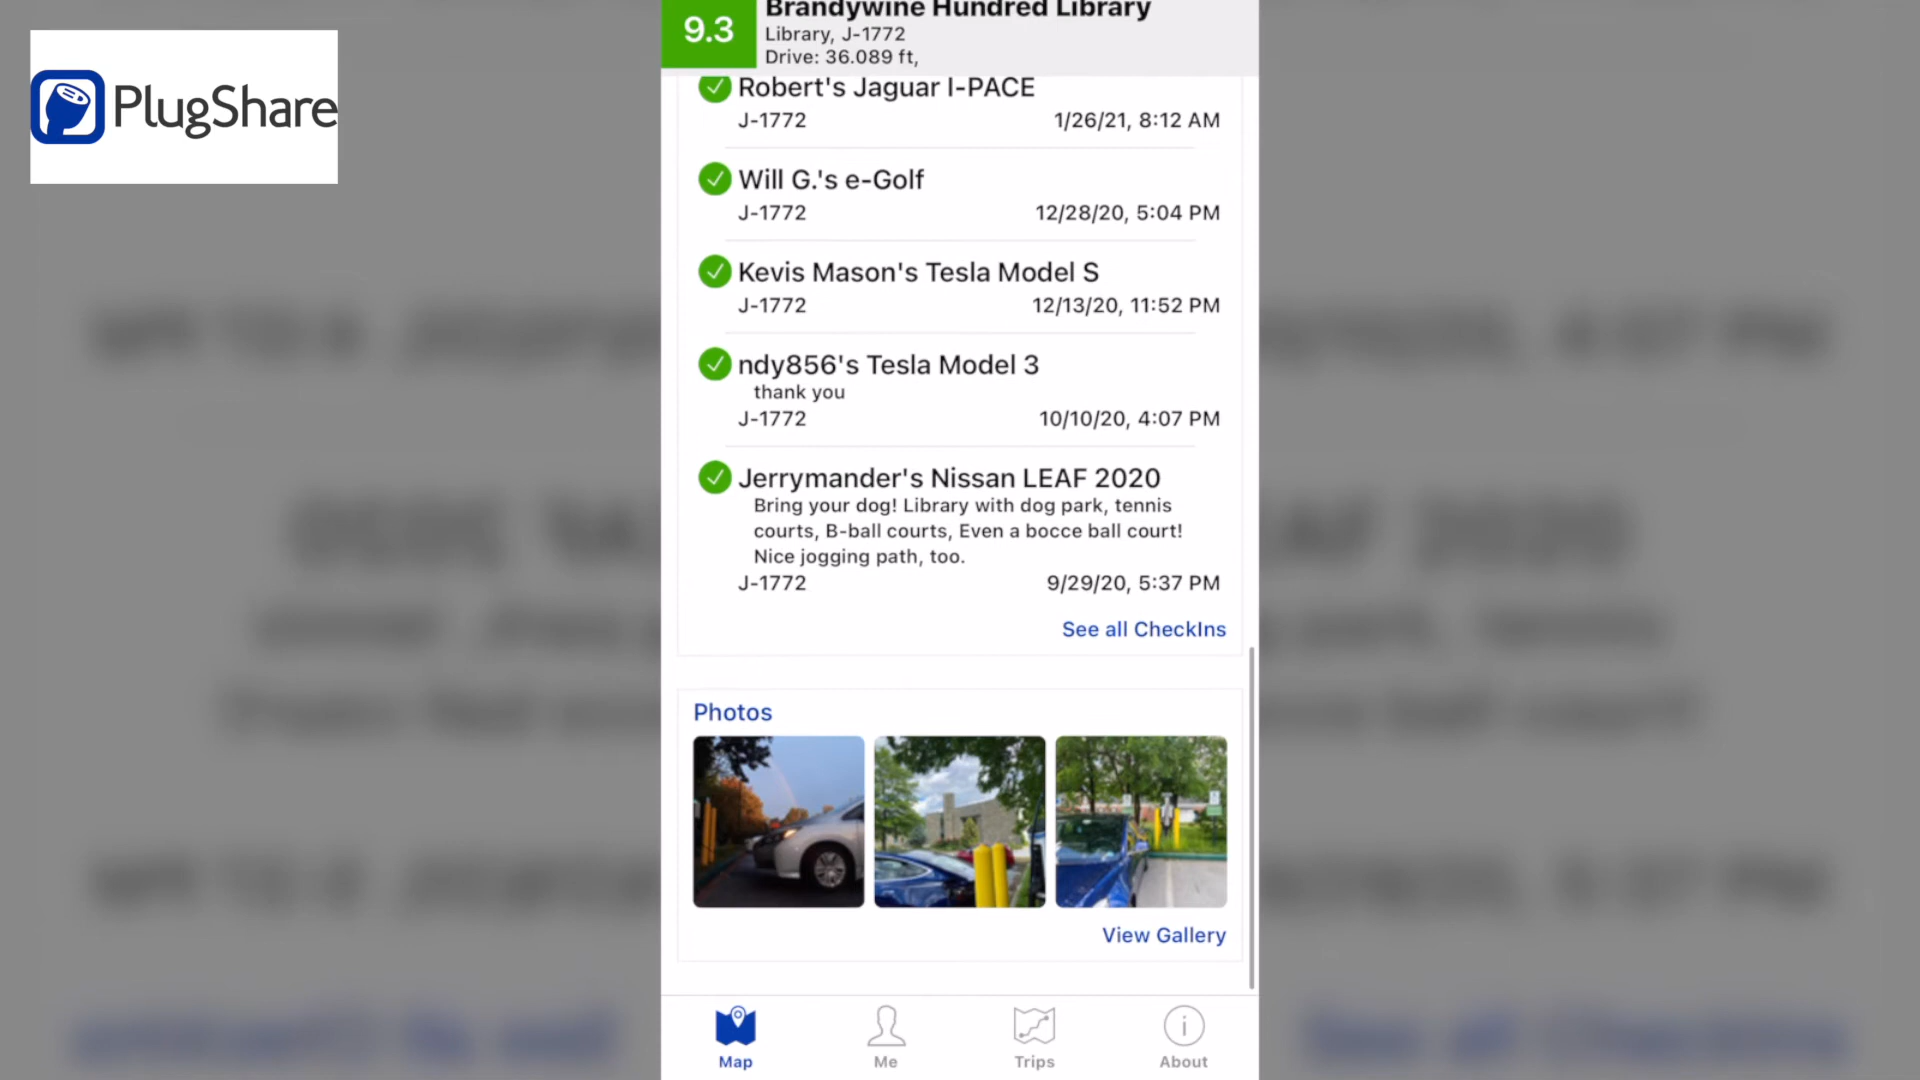 PlugShare
9.3
Brandywine Hundred Library
Library, J-1772
Drive: 36.089 ft,
Robert's Jaguar I-PACE
J-1772 1/26/21, 8:12 AM
Will G.'s e-Golf
J-1772 12/28/20, 5:04 PM
Kevis Mason's Tesla Model S
J-1772 12/13/20, 11:52 PM
ndy856's Tesla Model 3
thank you
J-1772 10/10/20, 4:07 PM
Jerrymander's Nissan LEAF 2020
Bring your dog! Library with dog park, tennis
courts, B-ball courts, Even a bocce ball court!
Nice jogging path, too.
J-1772 9/29/20, 5:37 PM
See all CheckIns
Photos
View Gallery
Map Me Trips About